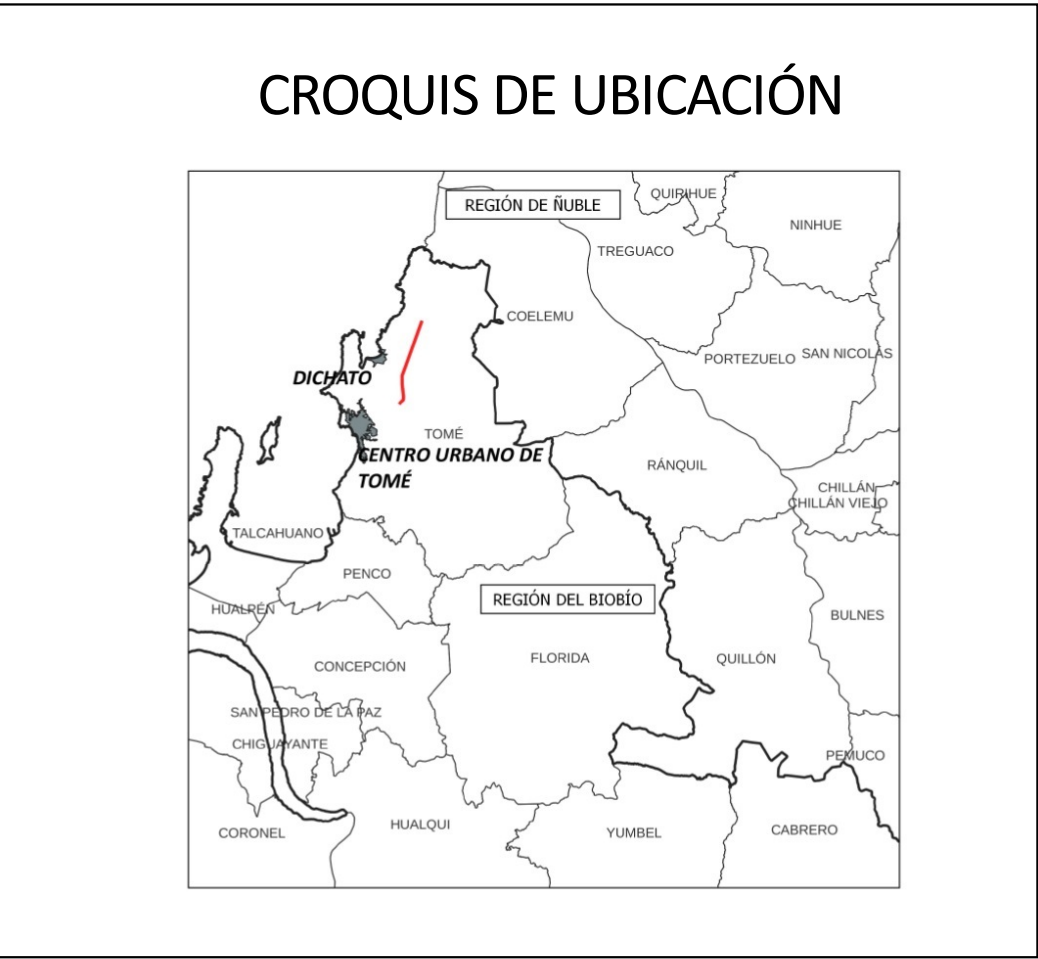 CROQUIS DE UBICACIÓN
QUIRIHUE
REGIÓN DE ÑUBLE
NINHUE
TREGUACO
COELEMU
PORTEZUELO
SAN NICOLÁS
DICHATO
TOMÉ
CENTRO URBANO DE
TOMÉ
RÁNQUIL
CHILLÁN
CHILLÁN VIEJO
TALCAHUANO
PENCO
REGIÓN DEL BIOBÍO
HUALPÉN
BULNES
FLORIDA
QUILLÓN
CONCEPCIÓN
SAN PEDRO DE LA PAZ
CHIGUAYANTE
PEMUCO
HUALQUI
CORONEL
YUMBEL
CABRERO